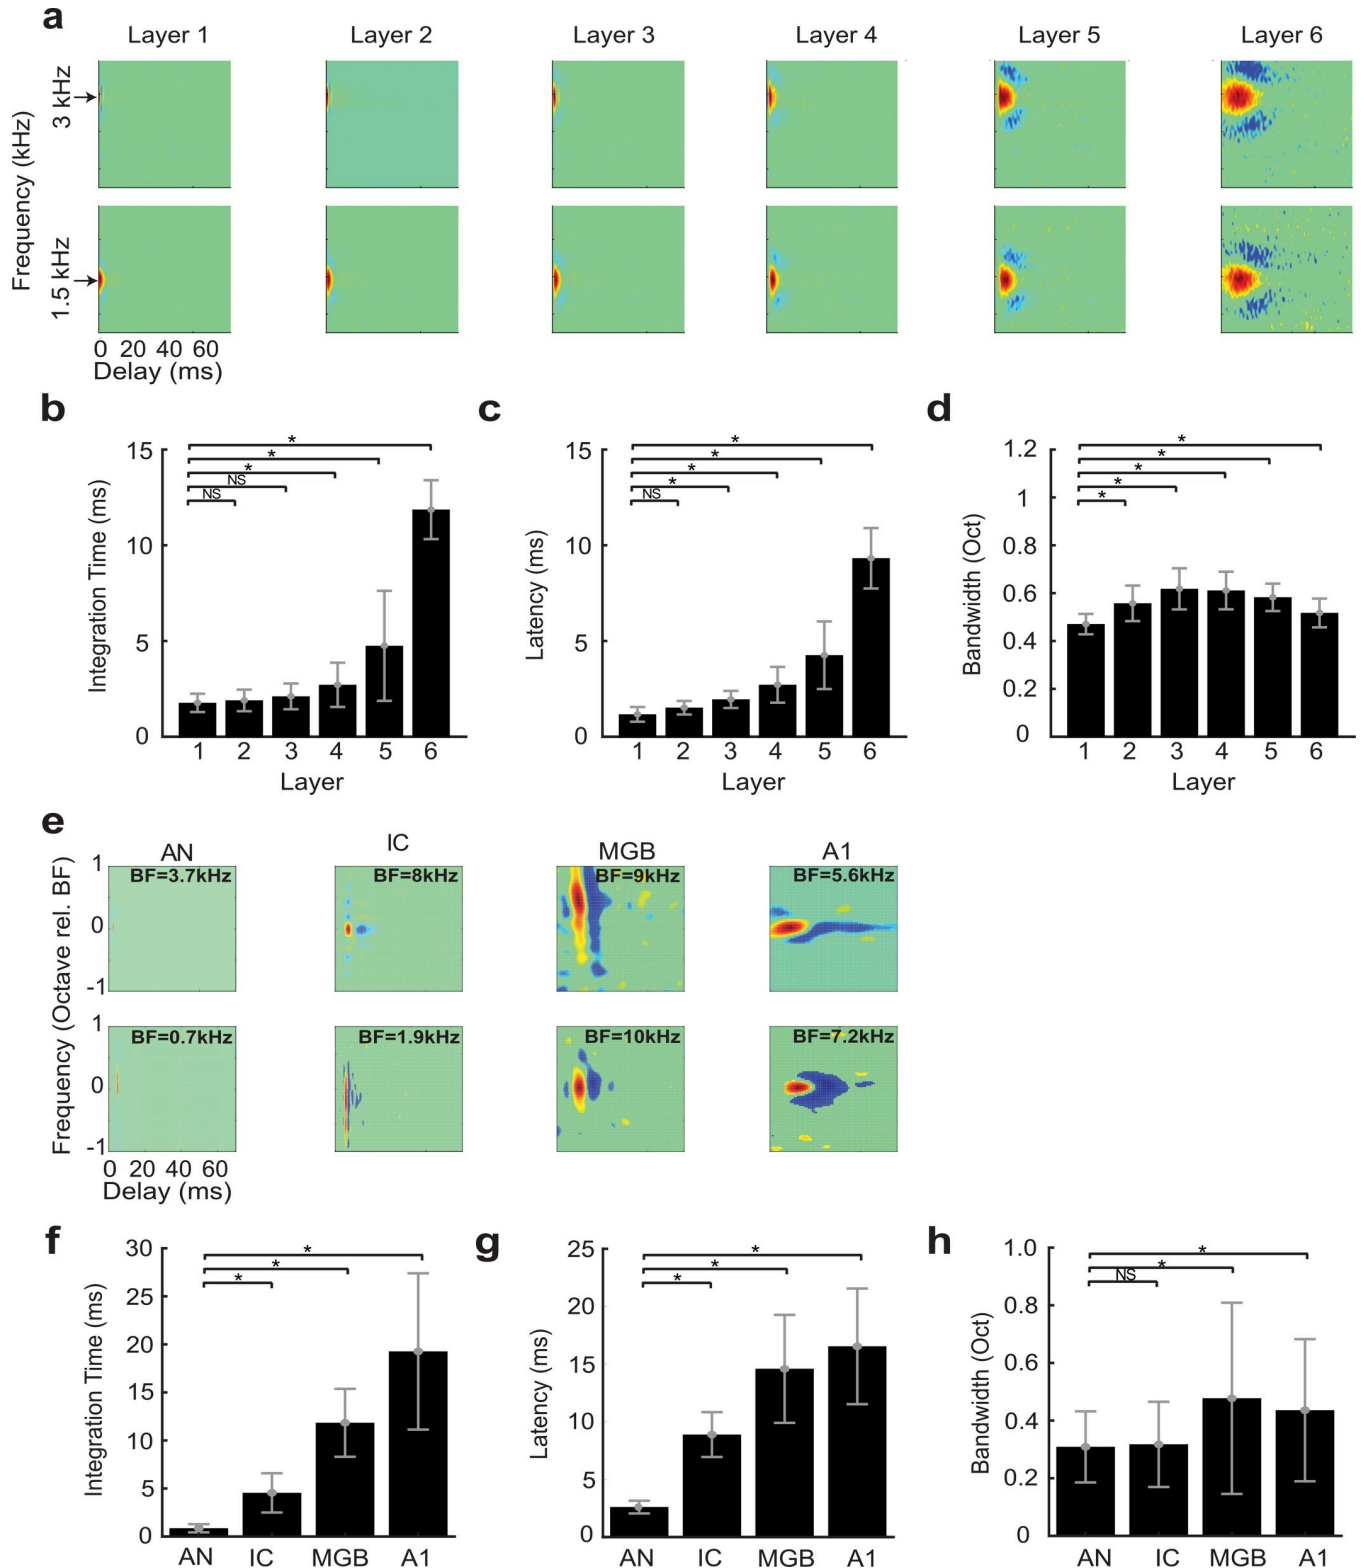 a
Layer 1 Layer 2 Layer 3 Layer 4 Layer 5 Layer 6
Frequency (kHz)
3 kHz
1.5 kHz
0 20 40 60
Delay (ms)
b
Integration Time (ms)
15
10
5
0
*
*
*
NS
NS
1 2 3 4 5 6
Layer
c
Latency (ms)
15
10
5
0
*
*
*
*
NS
1 2 3 4 5 6
Layer
d
Bandwidth (Oct)
1.2
1
0.8
0.6
0.4
0.2
0
*
*
*
*
*
1 2 3 4 5 6
Layer
e
AN IC MGB A1
Frequency (Octave rel. BF)
1
0
-1
BF=3.7kHz BF=8kHz BF=9kHz BF=5.6kHz
1
0
-1
BF=0.7kHz BF=1.9kHz BF=10kHz BF=7.2kHz
0 20 40 60
Delay (ms)
f
Integration Time (ms)
30
25
20
15
10
5
0
*
*
*
AN IC MGB A1
g
Latency (ms)
25
20
15
10
5
0
*
*
*
AN IC MGB A1
h
Bandwidth (Oct)
1.0
0.8
0.6
0.4
0.2
0
*
*
NS
AN IC MGB A1